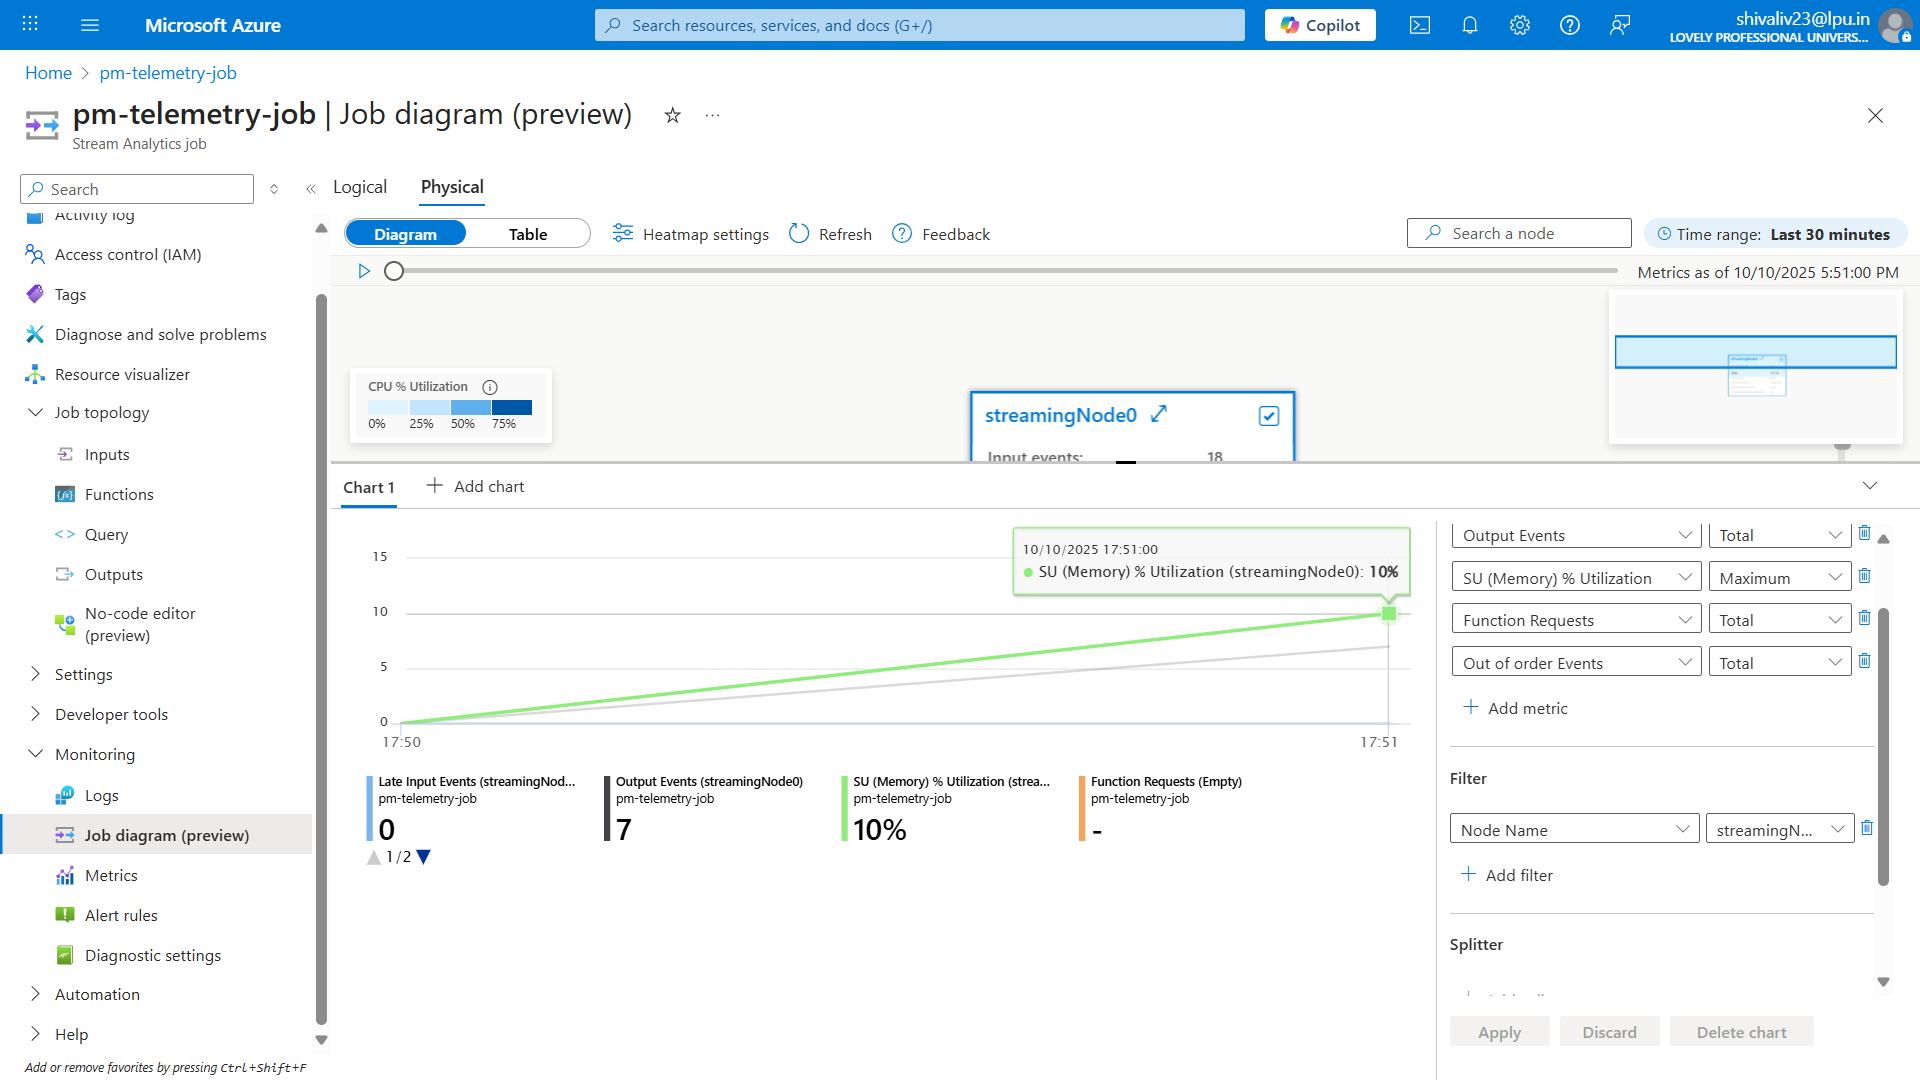 Microsoft Azure
Search resources, services, and docs (G+/)
Copilot
shivaliv23@lpu.in
LOVELY PROFESSIONAL UNIVERS...
Home > pm-telemetry-job
pm-telemetry-job | Job diagram (preview)
Stream Analytics job
Search
Activity log
Access control (IAM)
Tags
Diagnose and solve problems
Resource visualizer
Job topology
Inputs
Functions
Query
Outputs
No-code editor
(preview)
Settings
Developer tools
Monitoring
Logs
Job diagram (preview)
Metrics
Alert rules
Diagnostic settings
Automation
Help
Add or remove favorites by pressing Ctrl+Shift+F
Logical Physical
Diagram Table Heatmap settings Refresh Feedback
Search a node
Time range: Last 30 minutes
Metrics as of 10/10/2025 5:51:00 PM
CPU % Utilization
0% 25% 50% 75%
streamingNode0
Input events: 18
Chart 1 Add chart
15
10
5
0
17:50 17:51
10/10/2025 17:51:00
SU (Memory) % Utilization (streamingNode0): 10%
Late Input Events (streamingNod...
pm-telemetry-job
0
Output Events (streamingNode0)
pm-telemetry-job
7
SU (Memory) % Utilization (strea...
pm-telemetry-job
10%
Function Requests (Empty)
pm-telemetry-job
-
1/2
Output Events Total
SU (Memory) % Utilization Maximum
Function Requests Total
Out of order Events Total
Add metric
Filter
Node Name streamingN...
Add filter
Splitter
Apply Discard Delete chart